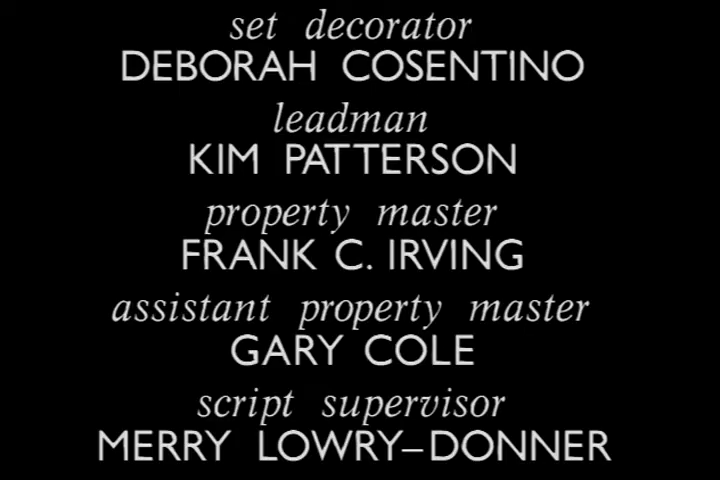 set decorator
DEBORAH COSENTINO
leadman
KIM PATTERSON
property master
FRANK C. IRVING
assistant property master
GARY COLE
script supervisor
MERRY LOWRY–DONNER